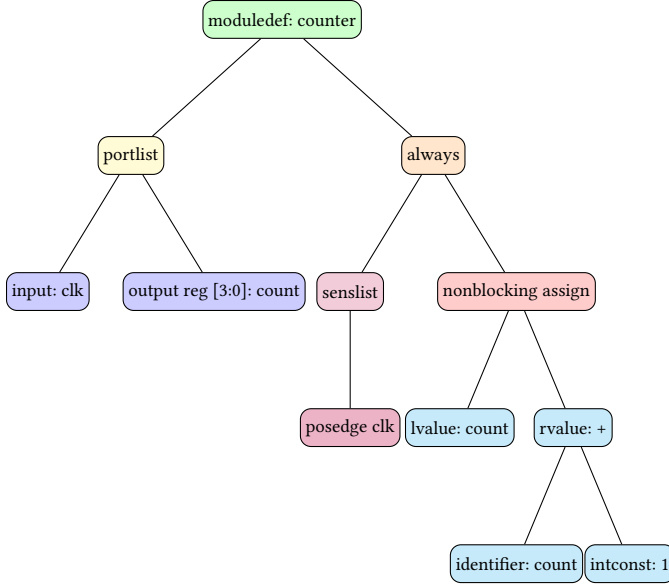 moduledef: counter
portlist
always
input: clk
output reg [3:0]: count
senslist
nonblocking assign
posedge clk
lvalue: count
rvalue: +
identifier: count
intconst: 1